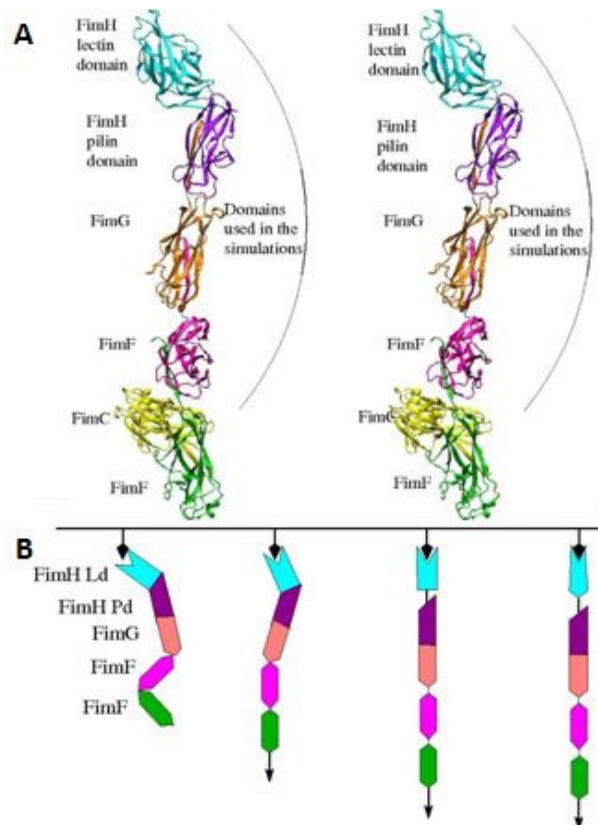 A
FimH
lectin
domain
FimH
pilin
domain
FimG
Domains
used in the
simulations
FimF
FimC
FimF
FimH
lectin
domain
FimH
pilin
domain
FimG
Domains
used in the
simulations
FimF
FimC
FimF
B
FimH Ld
FimH Pd
FimG
FimF
FimF